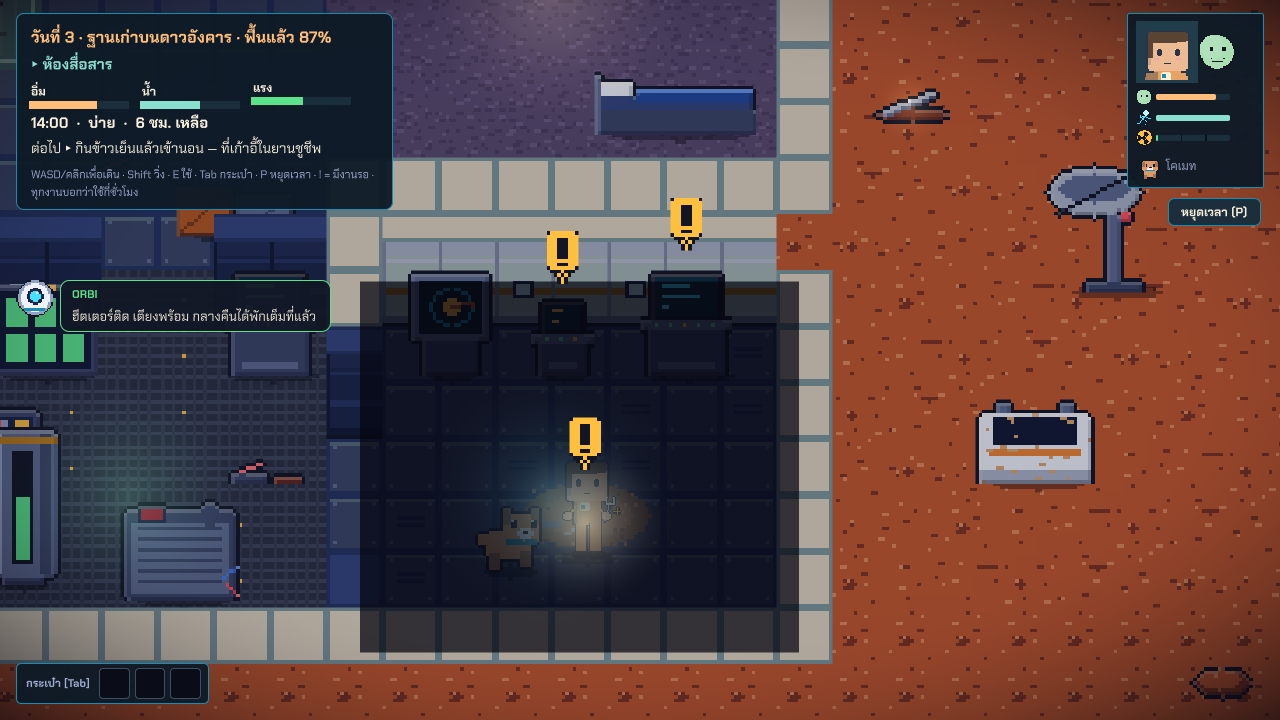 วันที่ 3 · ฐานเก่าบนดาวอังคาร · ฟื้นแล้ว 87%
▸ ห้องสื่อสาร
อิ่ม น้ำ แรง
14:00 · บ่าย · 6 ชม. เหลือ
ต่อไป ▸ กินข้าวเย็นแล้วเข้านอน — ที่เก้าอี้ในยานชูชีพ
WASD/คลิกเพื่อเดิน · Shift วิ่ง · E ใช้ · Tab กระเป๋า · P หยุดเวลา · ! = มีงานรอ ·
ทุกงานบอกว่าใช้กี่ชั่วโมง
โคเมท
หยุดเวลา (P)
ORBI
ฮีตเตอร์ติด เตียงพร้อม กลางคืนได้พักเต็มที่แล้ว
กระเป๋า [Tab]